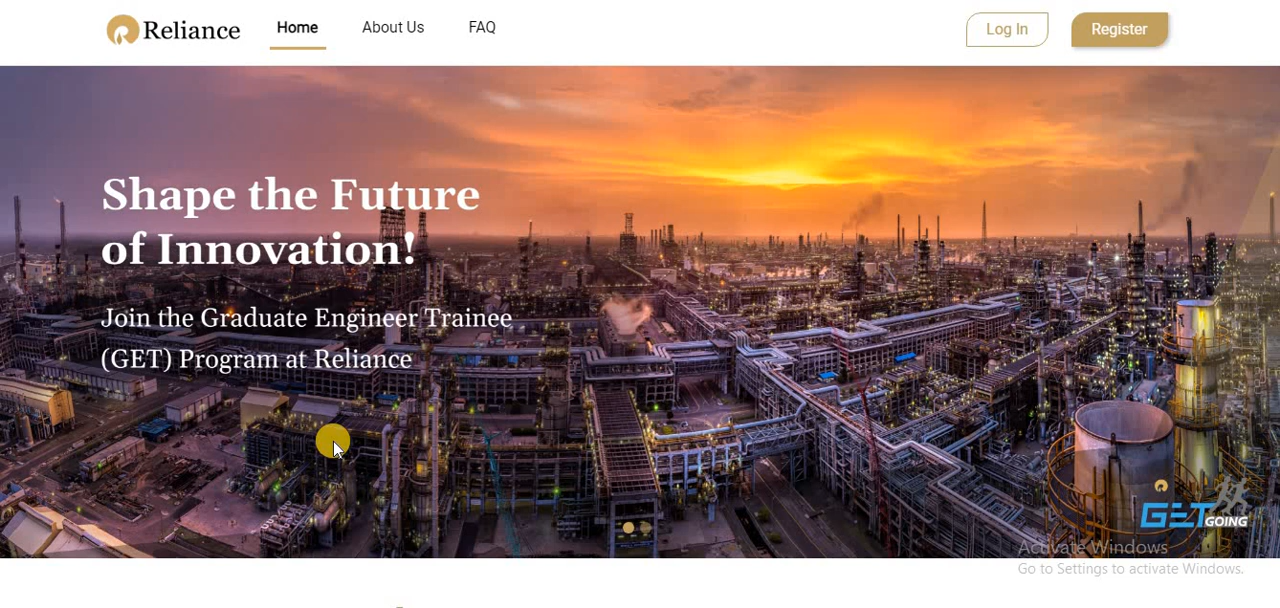 Reliance
Home
About Us
FAQ
Log In
Register
Shape the Future
of Innovation!
Join the Graduate Engineer Trainee
(GET) Program at Reliance
GET GOING
Activate Windows
Go to Settings to activate Windows.